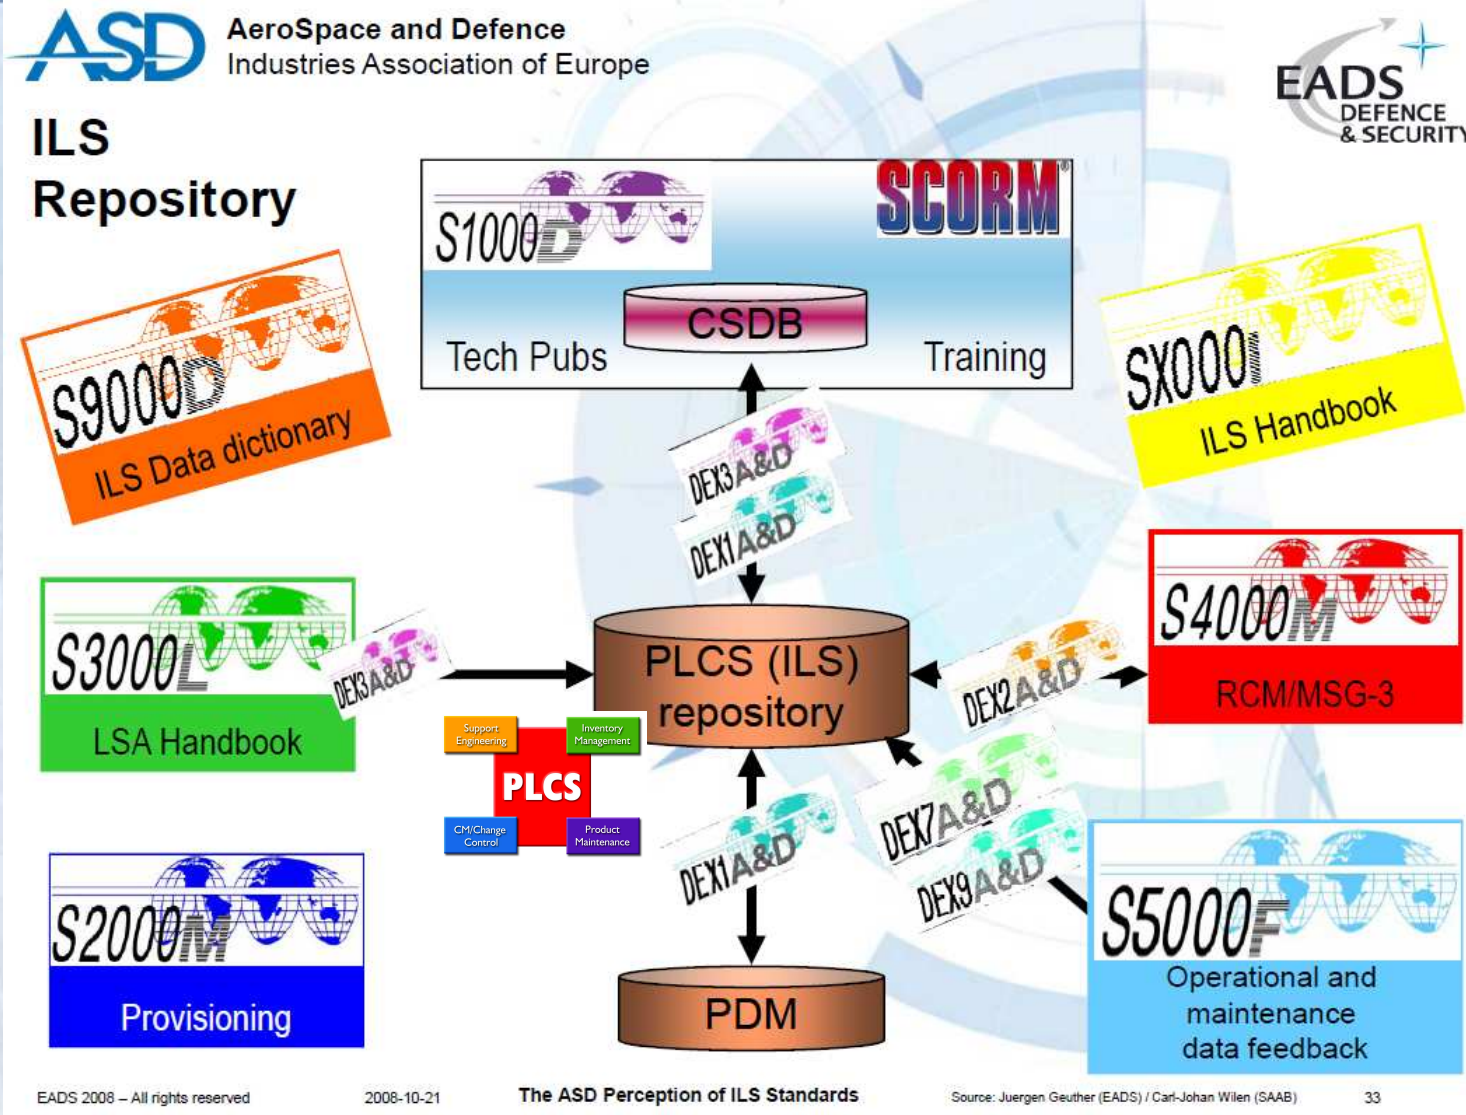 ASD
AeroSpace and Defence
Industries Association of Europe
EADS
DEFENCE
& SECURITY
ILS
Repository
S1000D
SCORM®
CSDB
Tech Pubs
Training
S9000D
ILS Data dictionary
SX000I
ILS Handbook
DEX3A&D
DEX1A&D
S3000L
LSA Handbook
DEX3A&D
PLCS (ILS)
repository
DEX2A&D
S4000M
RCM/MSG-3
Support
Engineering
Inventory
Management
PLCS
CM/Change
Control
Product
Maintenance
DEX1A&D
DEX7A&D
DEX9A&D
S2000M
Provisioning
PDM
S5000F
Operational and
maintenance
data feedback
EADS 2008 – All rights reserved
2008-10-21
The ASD Perception of ILS Standards
Source: Juergen Geuther (EADS) / Carl-Johan Wilen (SAAB)
33